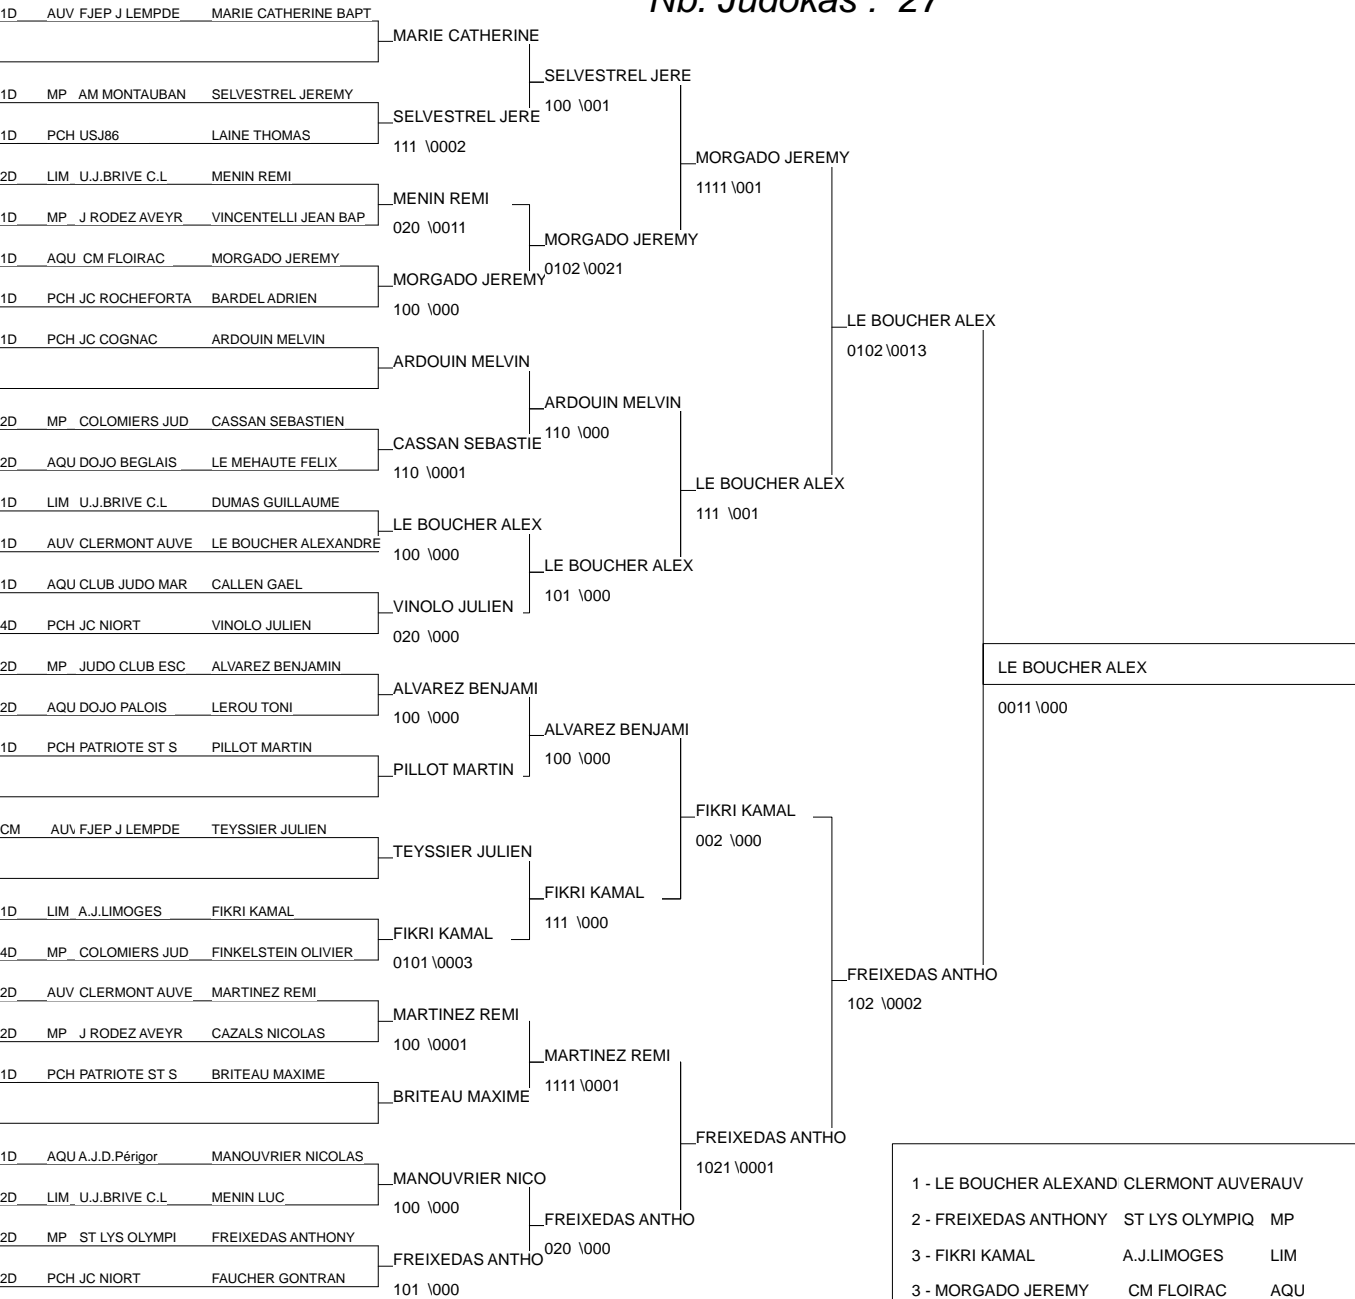 Nb. Judokas : 27
1D AUV FJEP J LEMPDE MARIE CATHERINE BAPT
MARIE CATHERINE
SELVESTREL JERE
100 \001
1D MP AM MONTAUBAN SELVESTREL JEREMY
SELVESTREL JERE
111 \0002
1D PCH USJ86 LAINE THOMAS
MORGADO JEREMY
1111 \001
2D LIM U.J.BRIVE C.L MENIN REMI
MENIN REMI
020 \0011
1D MP J RODEZ AVEYR VINCENTELLI JEAN BAP
MORGADO JEREMY
0102 \0021
1D AQU CM FLOIRAC MORGADO JEREMY
MORGADO JEREMY
100 \000
1D PCH JC ROCHEFORTA BARDEL ADRIEN
LE BOUCHER ALEX
0102 \0013
1D PCH JC COGNAC ARDOUIN MELVIN
ARDOUIN MELVIN
ARDOUIN MELVIN
110 \000
2D MP COLOMIERS JUD CASSAN SEBASTIEN
CASSAN SEBASTIE
110 \0001
2D AQU DOJO BEGLAIS LE MEHAUTE FELIX
LE BOUCHER ALEX
111 \001
1D LIM U.J.BRIVE C.L DUMAS GUILLAUME
LE BOUCHER ALEX
100 \000
1D AUV CLERMONT AUVE LE BOUCHER ALEXANDRE
LE BOUCHER ALEX
101 \000
1D AQU CLUB JUDO MAR CALLEN GAEL
VINOLO JULIEN
020 \000
4D PCH JC NIORT VINOLO JULIEN
LE BOUCHER ALEX
0011 \000
2D MP JUDO CLUB ESC ALVAREZ BENJAMIN
ALVAREZ BENJAMI
100 \000
2D AQU DOJO PALOIS LEROU TONI
ALVAREZ BENJAMI
100 \000
1D PCH PATRIOTE ST S PILLOT MARTIN
PILLOT MARTIN
FIKRI KAMAL
002 \000
CM AUV FJEP J LEMPDE TEYSSIER JULIEN
TEYSSIER JULIEN
FIKRI KAMAL
111 \000
1D LIM A.J.LIMOGES FIKRI KAMAL
FIKRI KAMAL
0101 \0003
4D MP COLOMIERS JUD FINKELSTEIN OLIVIER
FREIXEDAS ANTHO
102 \0002
2D AUV CLERMONT AUVE MARTINEZ REMI
MARTINEZ REMI
100 \0001
2D MP J RODEZ AVEYR CAZALS NICOLAS
MARTINEZ REMI
1111 \0001
1D PCH PATRIOTE ST S BRITEAU MAXIME
BRITEAU MAXIME
FREIXEDAS ANTHO
1021 \0001
1D AQU A.J.D.Périgor MANOUVRIER NICOLAS
MANOUVRIER NICO
100 \000
2D LIM U.J.BRIVE C.L MENIN LUC
FREIXEDAS ANTHO
020 \000
2D MP ST LYS OLYMPI FREIXEDAS ANTHONY
FREIXEDAS ANTHO
101 \000
2D PCH JC NIORT FAUCHER GONTRAN
1 - LE BOUCHER ALEXAND CLERMONT AUVERAUV
2 - FREIXEDAS ANTHONY ST LYS OLYMPIQ MP
3 - FIKRI KAMAL A.J.LIMOGES LIM
3 - MORGADO JEREMY CM FLOIRAC AQU